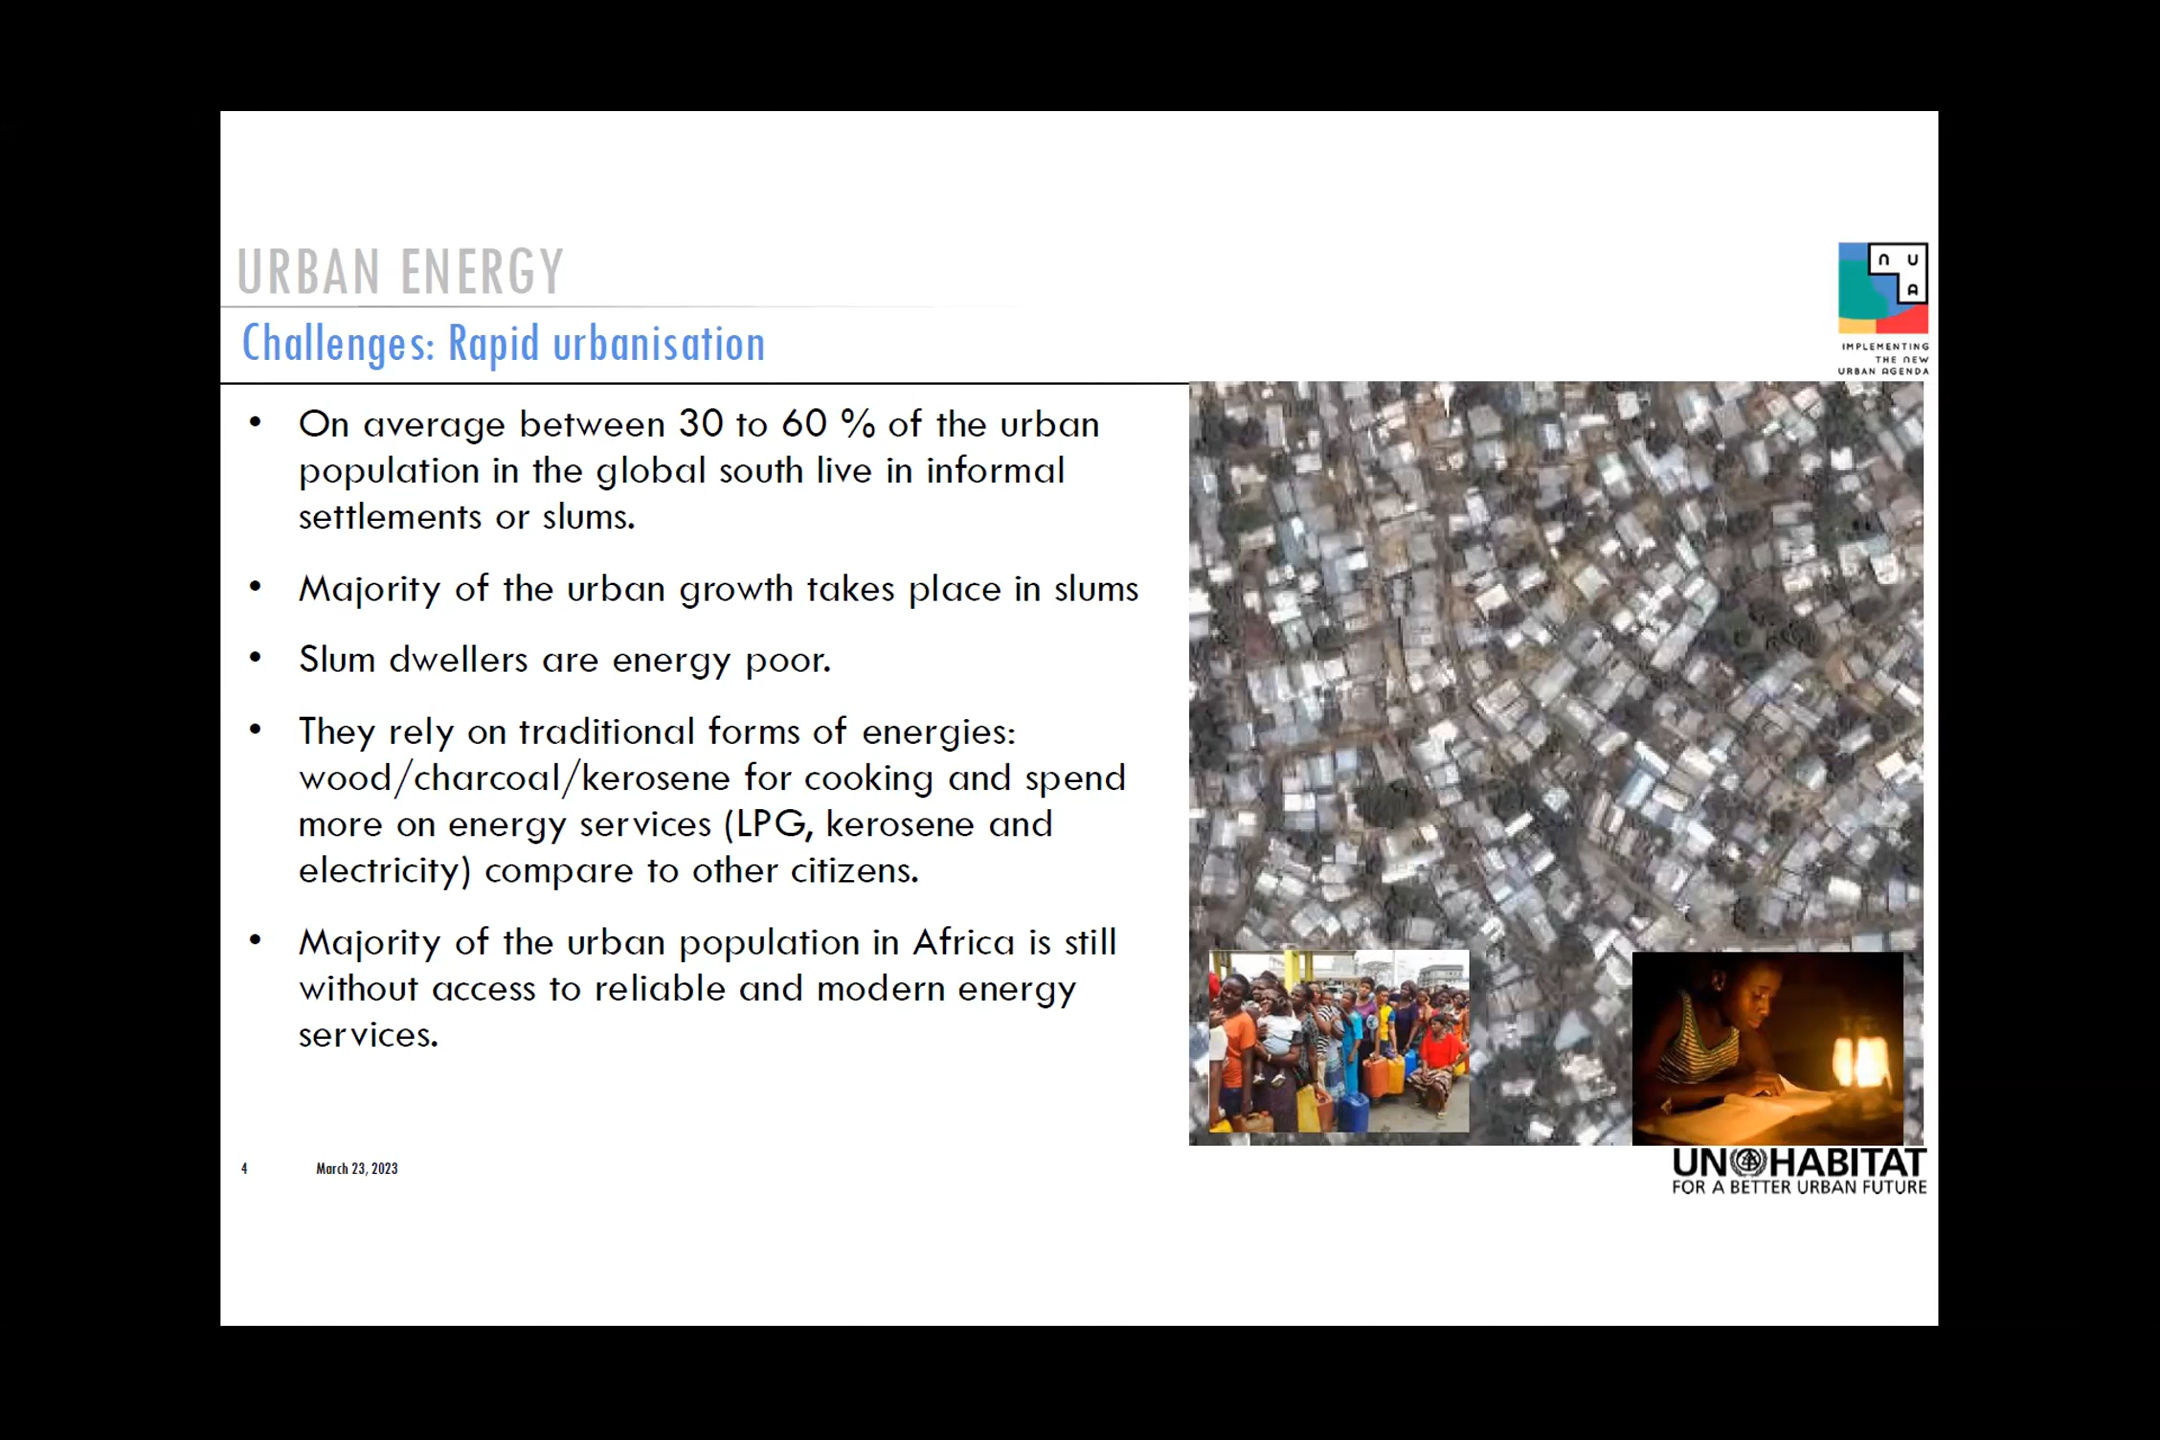 URBAN ENERGY
Challenges: Rapid urbanisation
N U
A
IMPLEMENTING
THE NEW
URBAN AGENDA
• On average between 30 to 60 % of the urban
population in the global south live in informal
settlements or slums.
• Majority of the urban growth takes place in slums
• Slum dwellers are energy poor.
• They rely on traditional forms of energies:
wood/charcoal/kerosene for cooking and spend
more on energy services (LPG, kerosene and
electricity) compare to other citizens.
• Majority of the urban population in Africa is still
without access to reliable and modern energy
services.
4 March 23, 2023
UN HABITAT
FOR A BETTER URBAN FUTURE